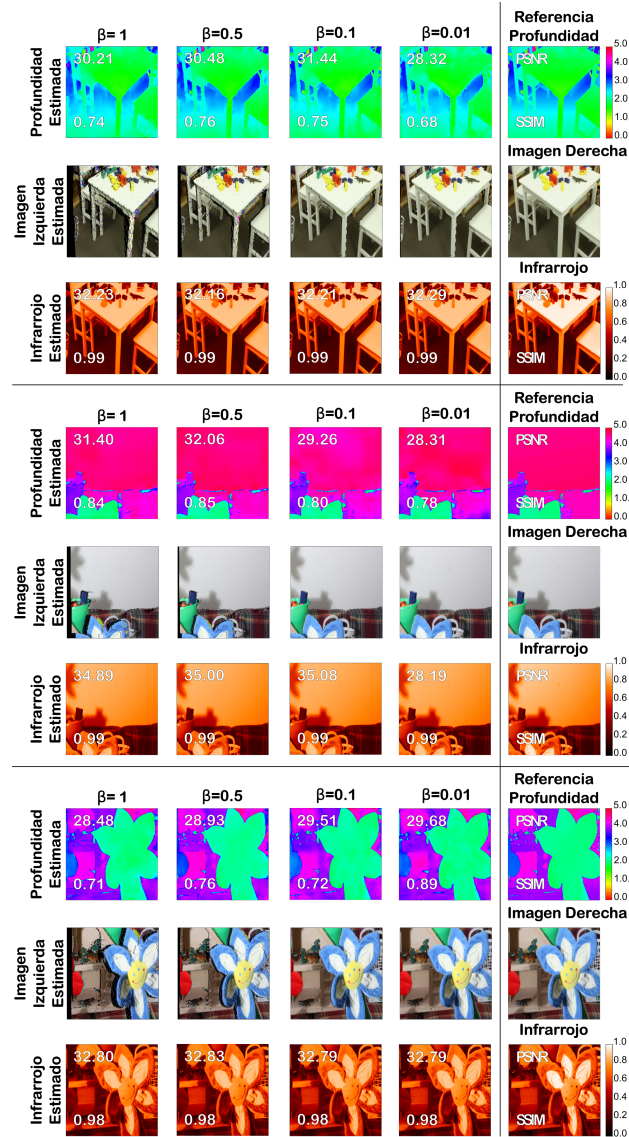 Referencia
Profundidad
β= 1
β=0.5
β=0.1
β=0.01
Profundidad
Estimada
30.21
30.48
31.44
28.32
PSNR
0.74
0.76
0.75
0.68
SSIM
5.0
4.0
3.0
2.0
1.0
0.0
Imagen Derecha
Imagen
Izquierda
Estimada
Infrarrojo
Infrarrojo
Estimado
32.23
32.16
32.21
32.29
PSNR
0.99
0.99
0.99
0.99
SSIM
1.0
0.8
0.6
0.4
0.2
0.0
Referencia
Profundidad
β= 1
β=0.5
β=0.1
β=0.01
Profundidad
Estimada
31.40
32.06
29.26
28.31
PSNR
0.84
0.85
0.80
0.78
SSIM
5.0
4.0
3.0
2.0
1.0
0.0
Imagen Derecha
Imagen
Izquierda
Estimada
Infrarrojo
Infrarrojo
Estimado
34.89
35.00
35.08
28.19
PSNR
0.99
0.99
0.99
0.99
SSIM
1.0
0.8
0.6
0.4
0.2
0.0
Referencia
Profundidad
β= 1
β=0.5
β=0.1
β=0.01
Profundidad
Estimada
28.48
28.93
29.51
29.68
PSNR
0.71
0.76
0.72
0.89
SSIM
5.0
4.0
3.0
2.0
1.0
0.0
Imagen Derecha
Imagen
Izquierda
Estimada
Infrarrojo
Infrarrojo
Estimado
32.80
32.83
32.79
32.79
PSNR
0.98
0.98
0.98
0.98
SSIM
1.0
0.8
0.6
0.4
0.2
0.0